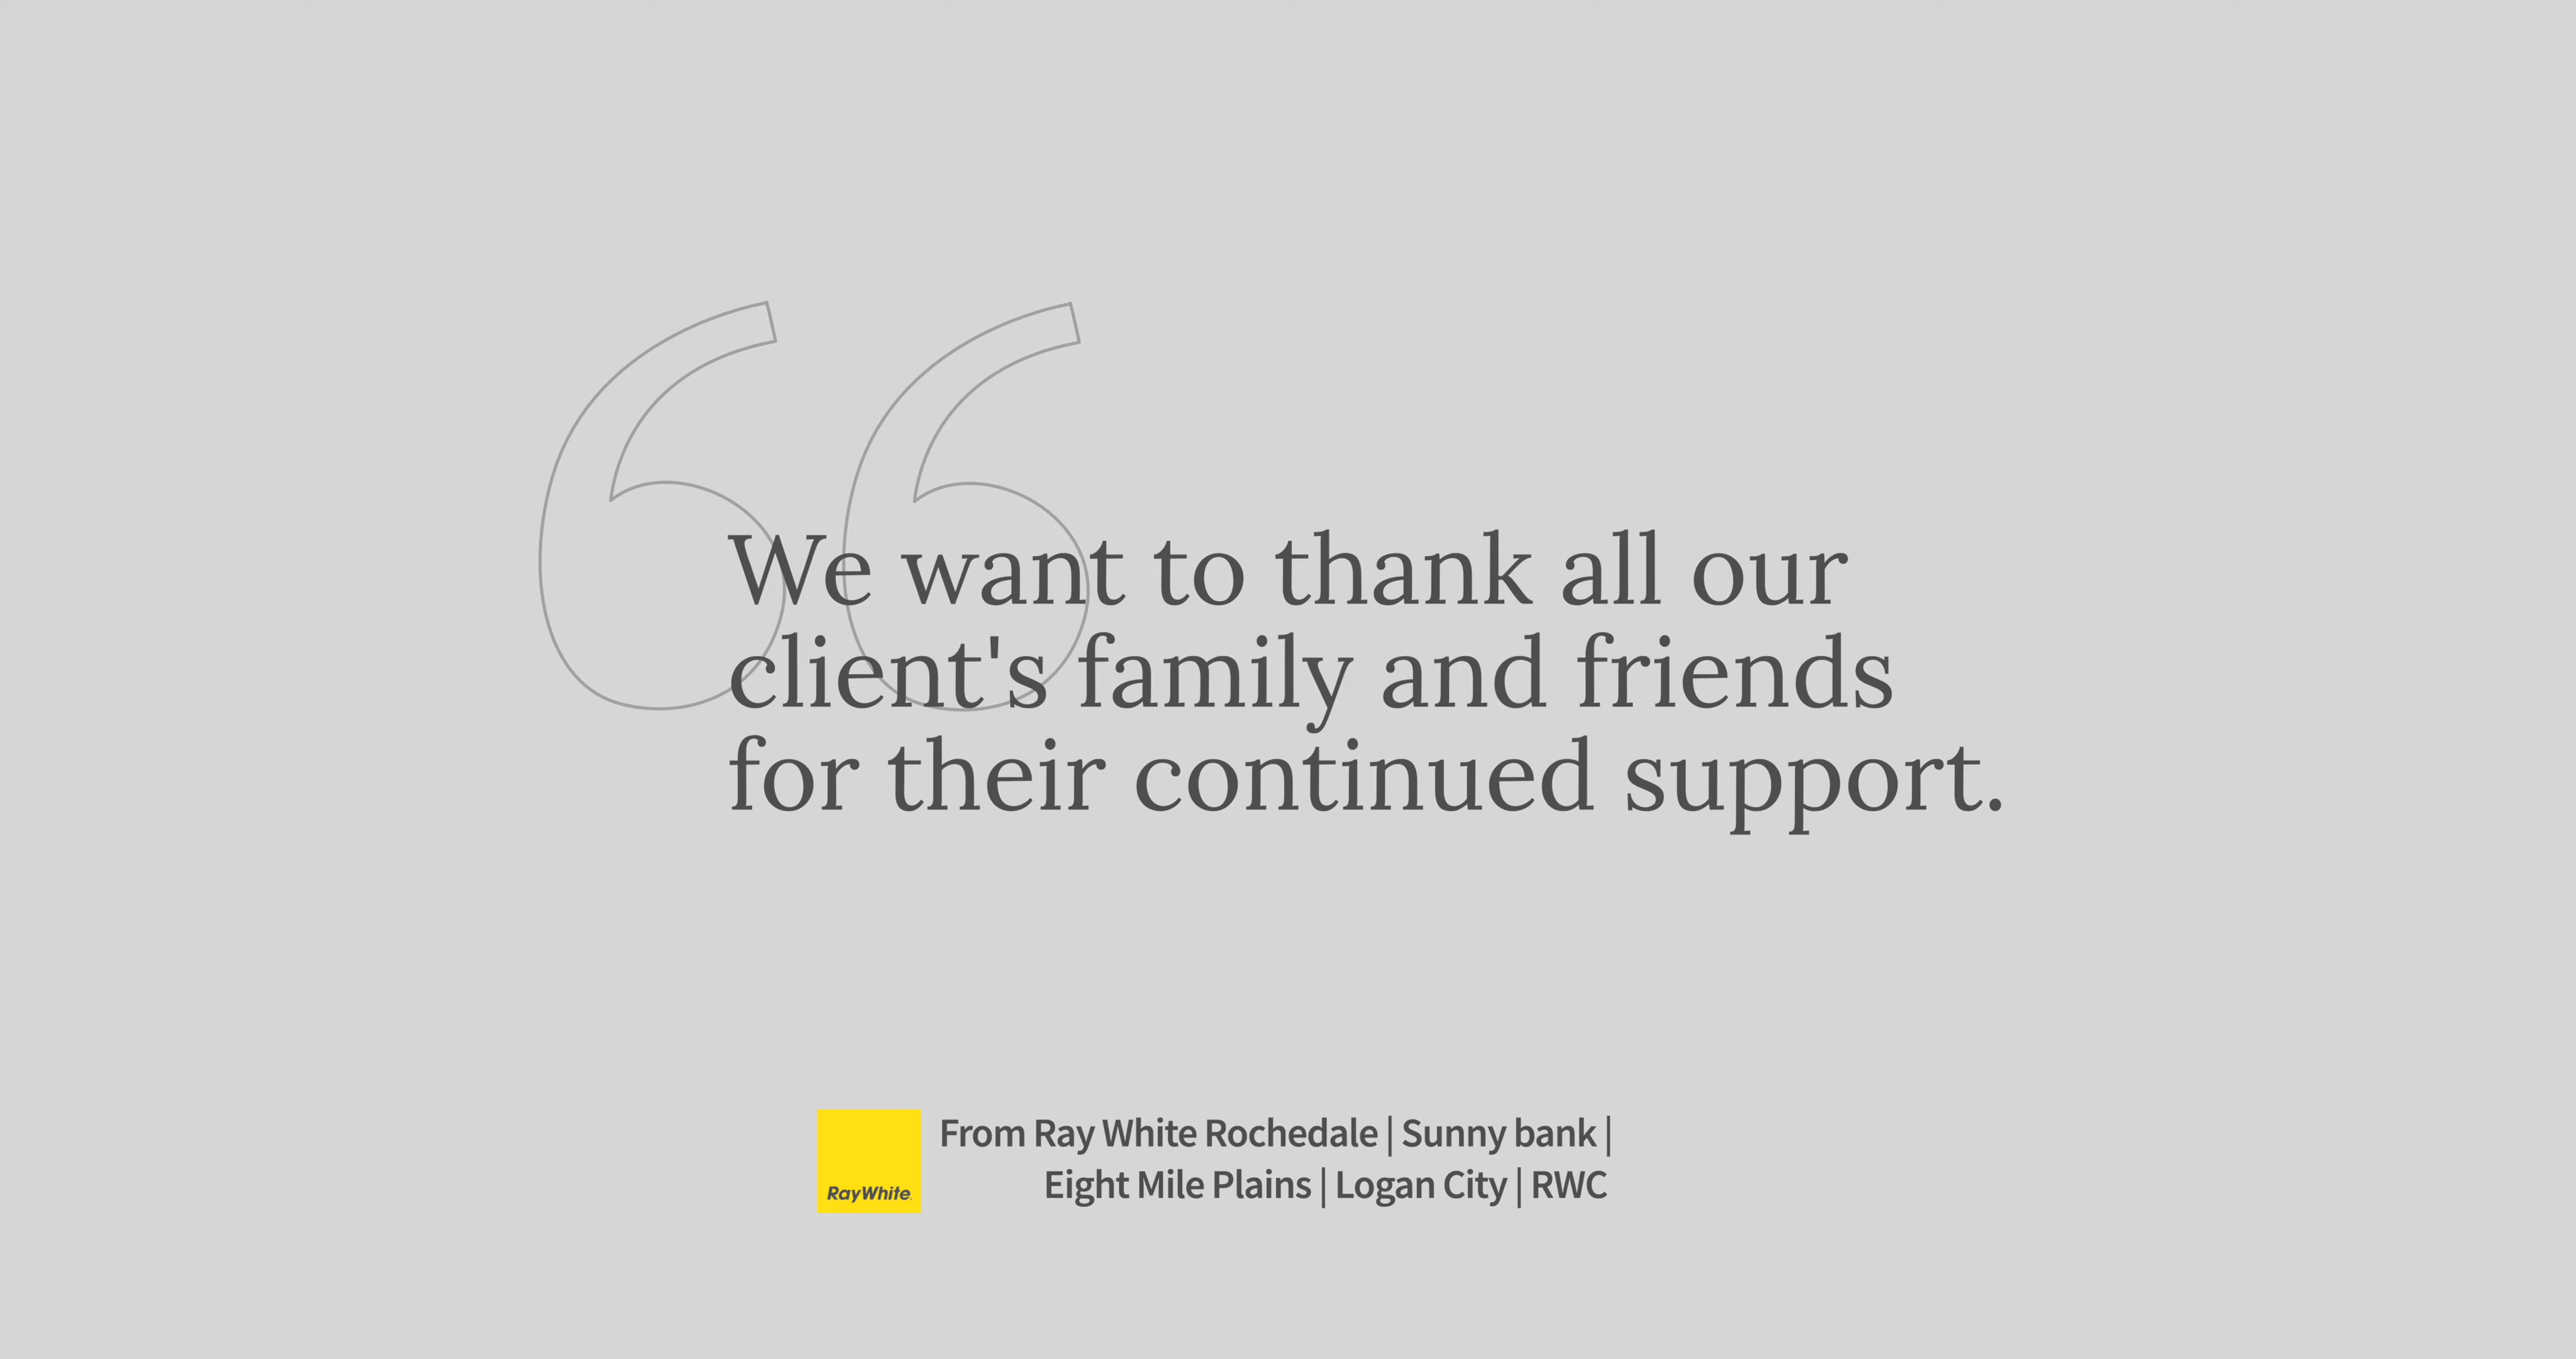 We want to thank all our
client's family and friends
for their continued support.
RayWhite.
From Ray White Rochedale | Sunny bank |
Eight Mile Plains | Logan City | RWC